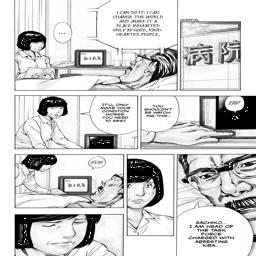 HOSPITAL
病院
I CAN DO IT, I CAN
CHANGE THE WORLD
AND MAKE IT A
PLACE INHABITED
ONLY BY GOOD, KIND-
HEARTED PEOPLE.
...
ZZIP
YOU
SHOULDN'T
BE WATCH-
ING THIS.
IT'LL ONLY
MAKE YOUR
CONDITION
WORSE.
YOU NEED
TO REST.
SACHIKO...
I AM HEAD OF
THE TASK
FORCE
CHARGED WITH
ARRESTING
KIRA...